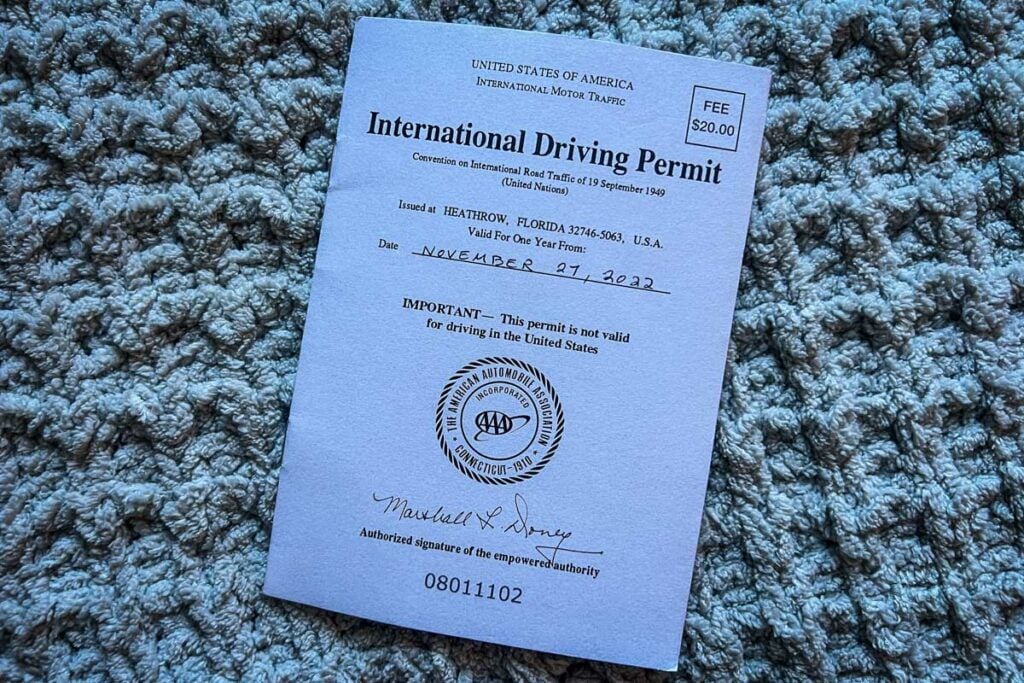 UNITED STATES OF AMERICA
INTERNATIONAL MOTOR TRAFFIC
FEE
$20.00
International Driving Permit
Convention on International Road Traffic of 19 September 1949
(United Nations)
Issued at HEATHROW, FLORIDA 32746-5063, U.S.A.
Valid For One Year From:
Date NOVEMBER 27, 2022
IMPORTANT— This permit is not valid
for driving in the United States
THE AMERICAN AUTOMOBILE ASSOCIATION
INCORPORATED
AAA
CONNECTICUT-1910
Marshall L. Doney
Authorized signature of the empowered authority
08011102